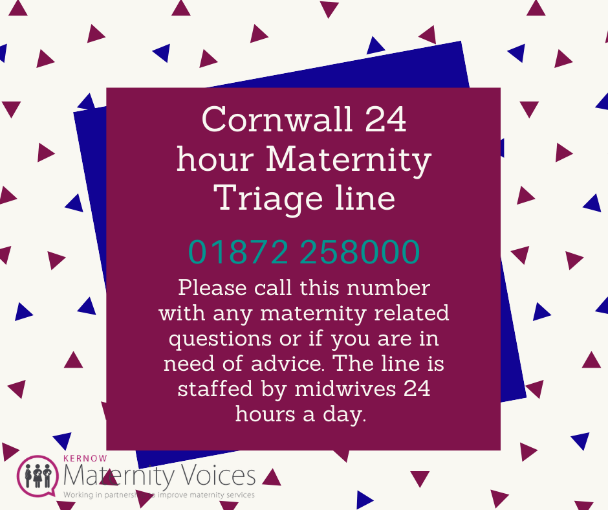 Cornwall 24
hour Maternity
Triage line
01872 258000
Please call this number
with any maternity related
questions or if you are in
need of advice. The line is
staffed by midwives 24
hours a day.
KERNOW
Maternity Voices
Working in partnership improve maternity services